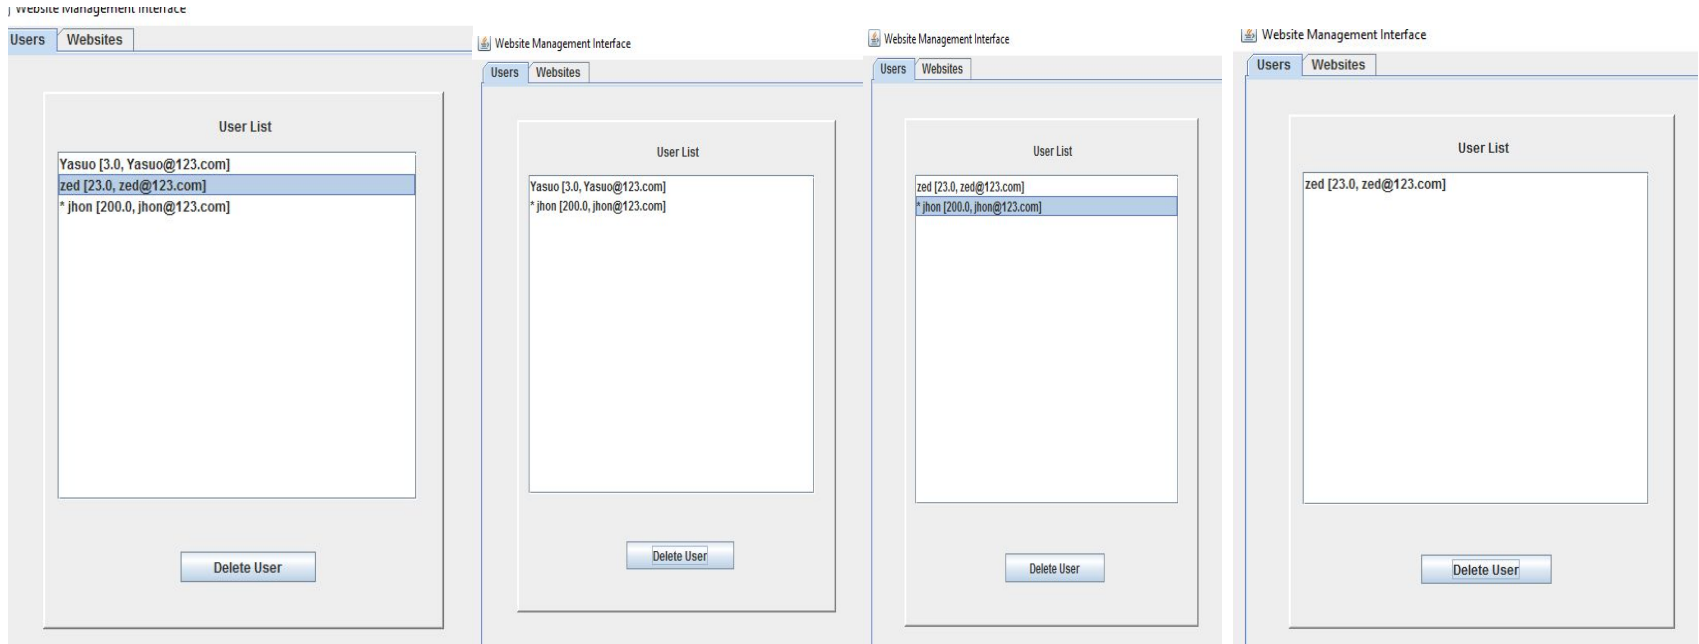 Website Management Interface
Users Websites
User List
Yasuo [3.0, Yasuo@123.com]
zed [23.0, zed@123.com]
* jhon [200.0, jhon@123.com]
Delete User
Website Management Interface
Users Websites
User List
Yasuo [3.0, Yasuo@123.com]
* jhon [200.0, jhon@123.com]
Delete User
Website Management Interface
Users Websites
User List
zed [23.0, zed@123.com]
* jhon [200.0, jhon@123.com]
Delete User
Website Management Interface
Users Websites
User List
zed [23.0, zed@123.com]
Delete User